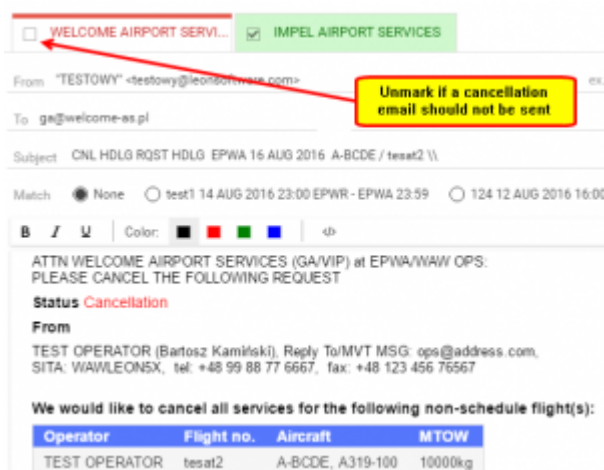 WELCOME AIRPORT SERVI... IMPEL AIRPORT SERVICES
From "TESTOWY" <testowy@leonsoftware.com> ex.
Unmark if a cancellation
email should not be sent
To ga@welcome-as.pl
Subject CNL HDLG RQST HDLG EPWA 16 AUG 2016 A-BCDE / tesat2 \\
Match None test1 14 AUG 2016 23:00 EPWR - EPWA 23:59 124 12 AUG 2016 16:00
B I U Color: </>
ATTN WELCOME AIRPORT SERVICES (GA/VIP) at EPWA/WAW OPS:
PLEASE CANCEL THE FOLLOWING REQUEST
Status Cancellation
From
TEST OPERATOR (Bartosz Kamiński), Reply To/MVT MSG: ops@address.com,
SITA: WAWLEON5X, tel: +48 99 88 77 6667, fax: +48 123 456 76567
We would like to cancel all services for the following non-schedule flight(s):
Operator Flight no. Aircraft MTOW
TEST OPERATOR tesat2 A-BCDE, A319-100 10000kg